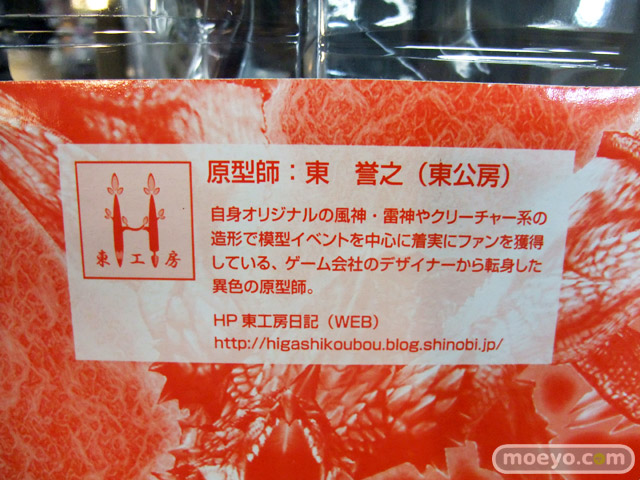 原型師：東　誉之（東公房）
自身オリジナルの風神・雷神やクリーチャー系の
造形で模型イベントを中心に着実にファンを獲得
している、ゲーム会社のデザイナーから転身した
異色の原型師。
HP 東工房日記（WEB）
http://higashikoubou.blog.shinobi.jp/
H
東工房
moeyo.com